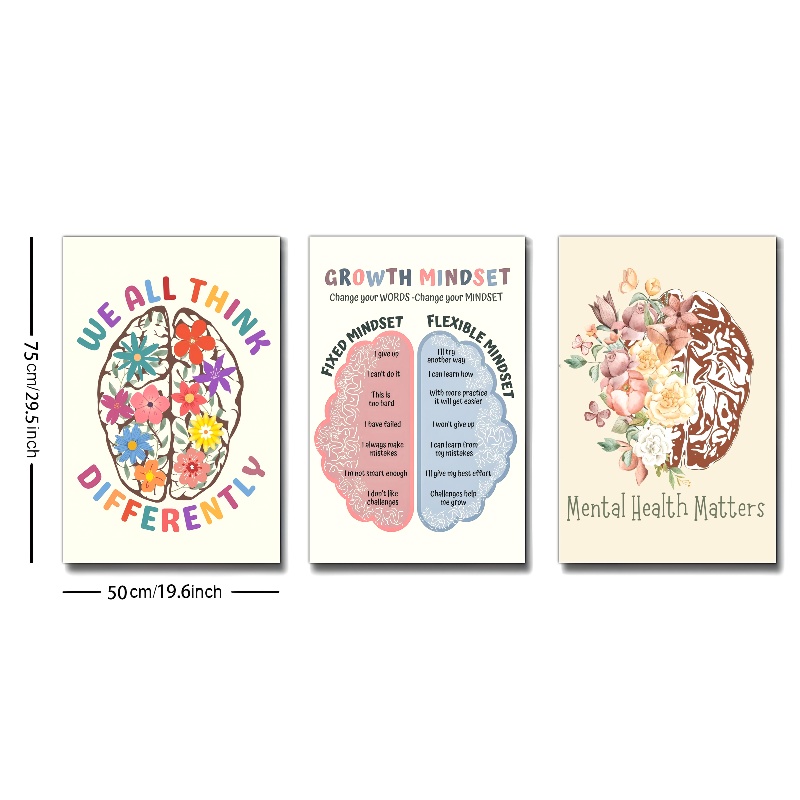 75cm/29.5inch
50cm/19.6inch
WE ALL THINK
DIFFERENTLY
GROWTH MINDSET
Change your WORDS -Change your MINDSET
FIXED MINDSET
I give up
I can't do it
This is
too hard
I have failed
I always make
mistakes
I'm not smart enough
I don't like
challenges
FLEXIBLE MINDSET
I'll try
another way
I can learn how
With more practice
it will yet easier
I won't give up
I can learn from
my mistakes
I'll give my best effort
Challenges help
me grow
Mental Health Matters